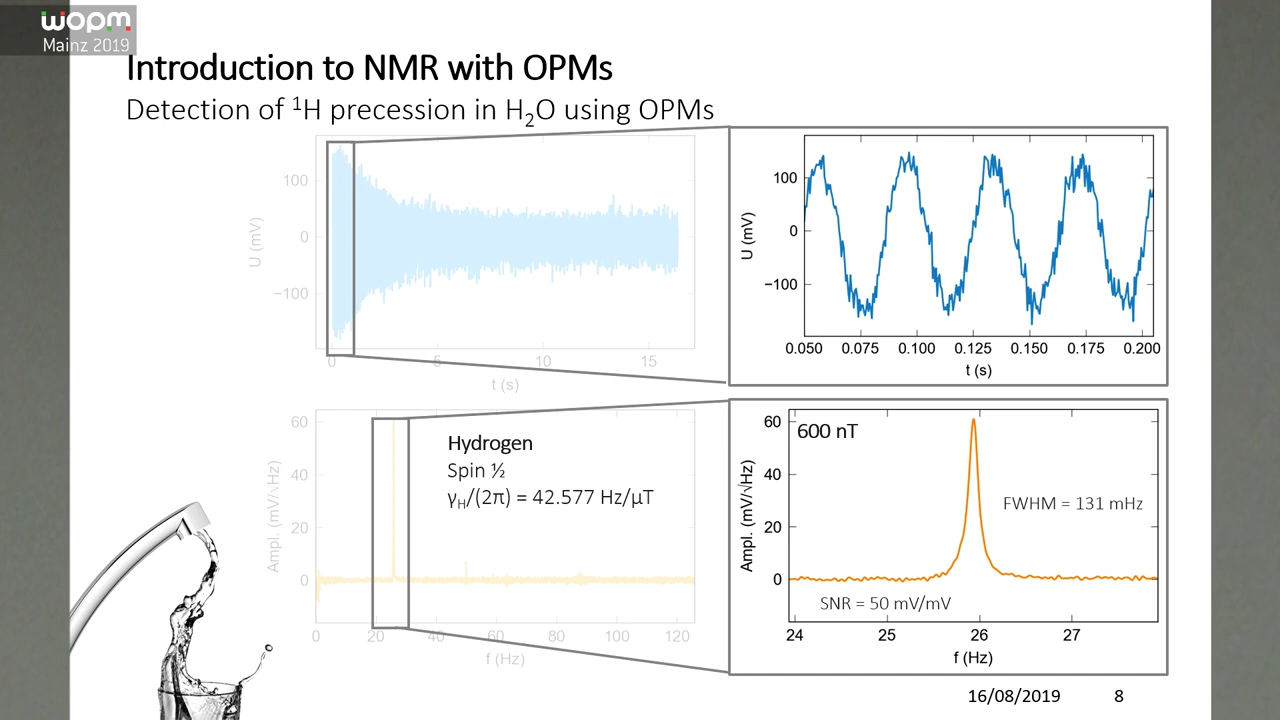 wopm
Mainz 2019
Introduction to NMR with OPMs
Detection of ¹H precession in H₂O using OPMs
100
0
−100
U (mV)
0
5
10
15
t (s)
100
0
−100
U (mV)
0.050
0.075
0.100
0.125
0.150
0.175
0.200
t (s)
60
40
20
0
Ampl. (mV/√Hz)
Hydrogen
Spin ½
γH/(2π) = 42.577 Hz/μT
0
20
40
60
80
100
120
f (Hz)
600 nT
60
40
20
0
Ampl. (mV/√Hz)
FWHM = 131 mHz
SNR = 50 mV/mV
24
25
26
27
f (Hz)
16/08/2019
8